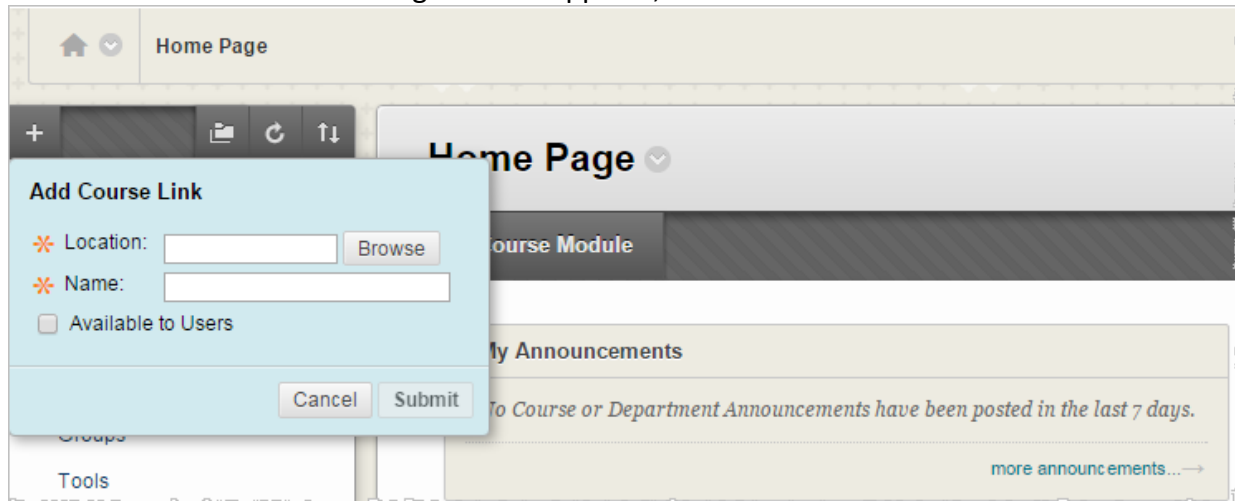 Home Page
Home Page
Add Course Link
Location:
Browse
Name:
Available to Users
Cancel Submit
Course Module
My Announcements
No Course or Department Announcements have been posted in the last 7 days.
more announcements...→
Groups
Tools